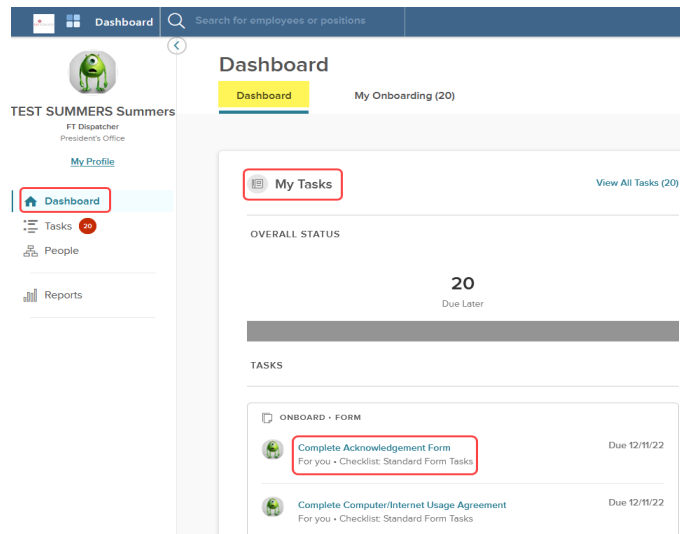 Dashboard
Search for employees or positions
TEST SUMMERS Summers
FT Dispatcher
President's Office
My Profile
Dashboard
Tasks 20
People
Reports
Dashboard
Dashboard
My Onboarding (20)
My Tasks
View All Tasks (20)
OVERALL STATUS
20
Due Later
TASKS
ONBOARD • FORM
Complete Acknowledgement Form
Due 12/11/22
For you • Checklist: Standard Form Tasks
Complete Computer/Internet Usage Agreement
Due 12/11/22
For you • Checklist: Standard Form Tasks